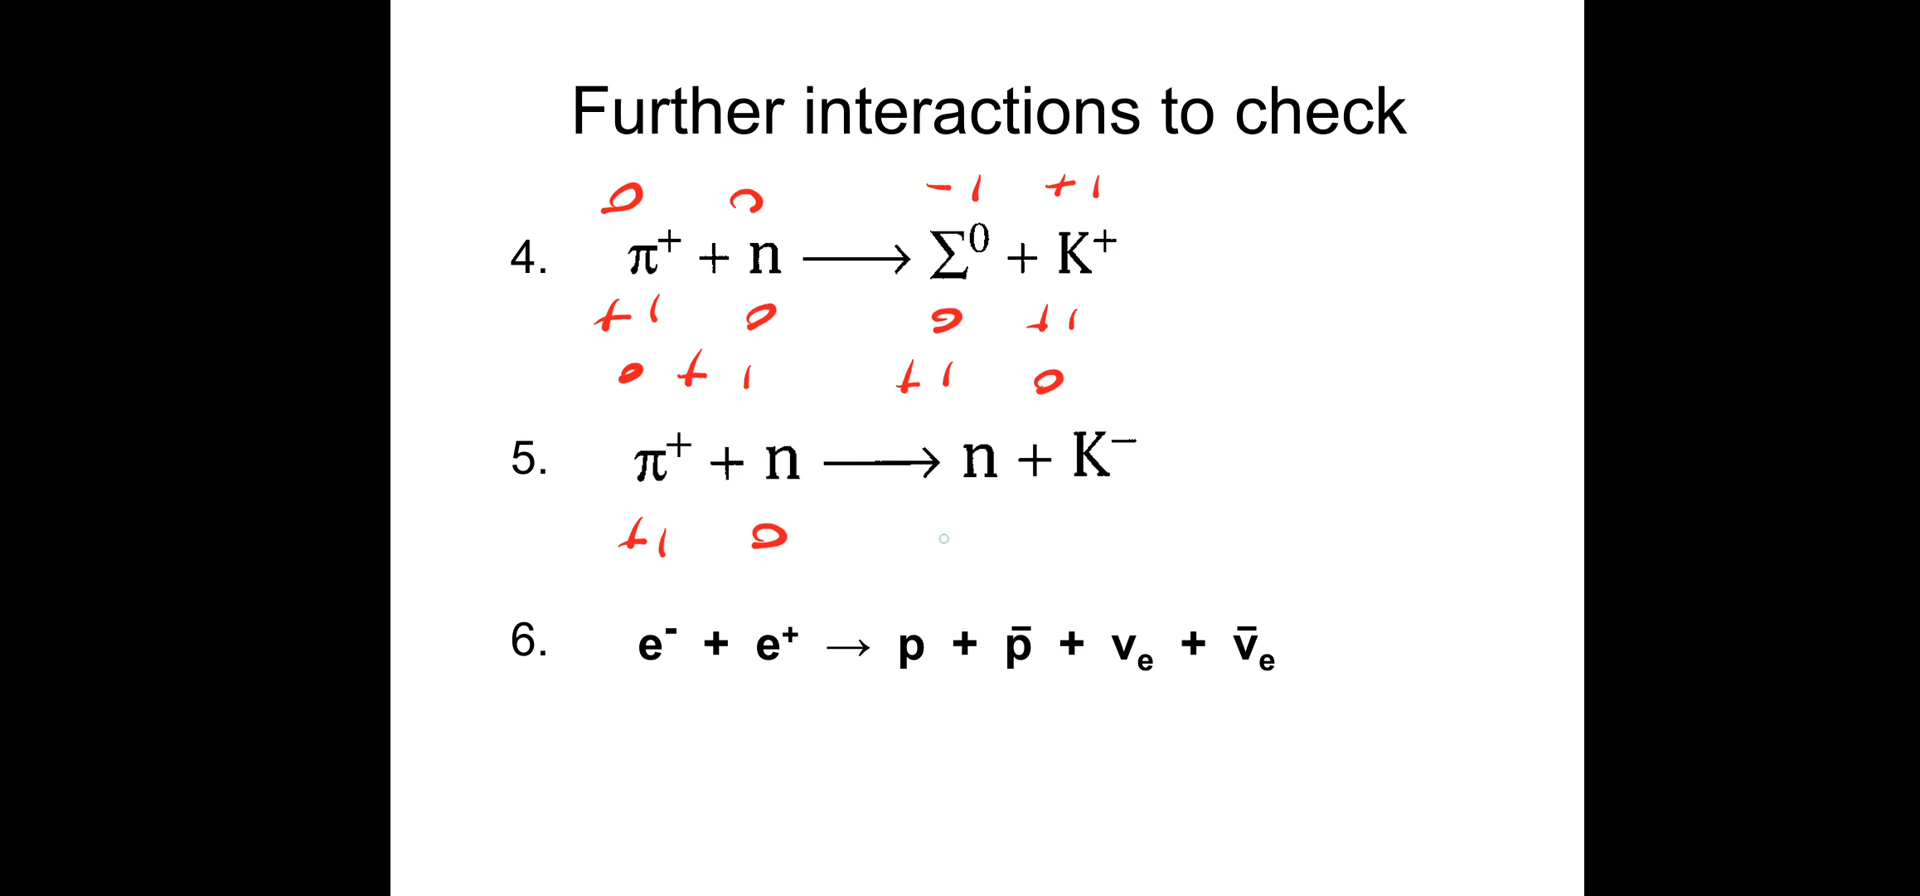 Further interactions to check
0 0 -1 +1
4. π⁺ + n ⟶ Σ⁰ + K⁺
+1 0 0 +1
0 +1 +1 0
5. π⁺ + n ⟶ n + K⁻
+1 0
6. e⁻ + e⁺ → p + p̄ + vₑ + v̄ₑ